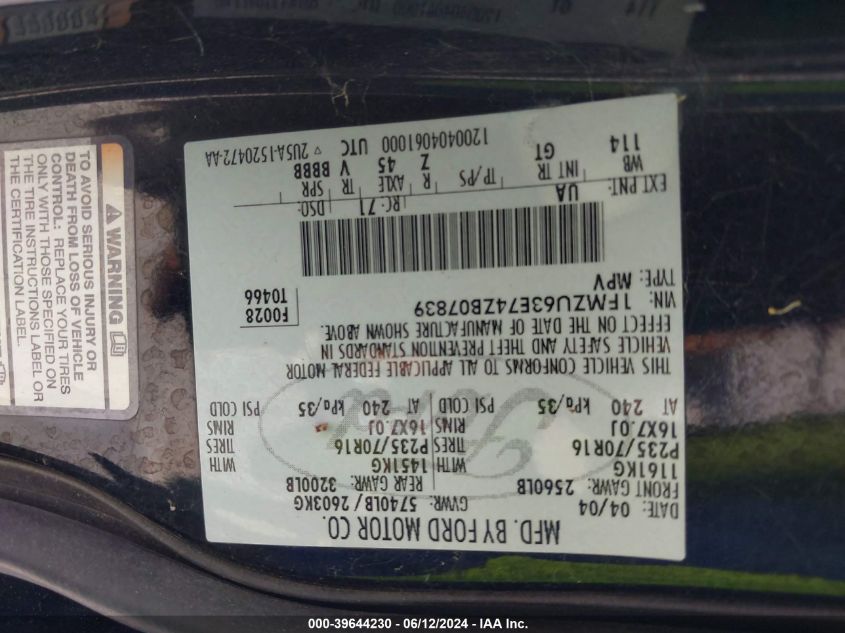 MFD. BY FORD MOTOR CO.
DATE: 04/04 GVWR: 5740LB/ 2603KG
FRONT GAWR: 2560LB REAR GAWR: 3200LB
1161KG WITH 1451KG WITH
P235/70R16 TIRES P235/70R16 TIRES
16X7.0J RIMS 16X7.0J RIMS
AT 240 kPa/35 PSI COLD AT 240 kPa/35 PSI COLD
Ford
THIS VEHICLE CONFORMS TO ALL APPLICABLE FEDERAL MOTOR
VEHICLE SAFETY AND THEFT PREVENTION STANDARDS IN
EFFECT ON THE DATE OF MANUFACTURE SHOWN ABOVE.
VIN: 1FMZU63E74ZB07839
TYPE: MPV
F0028
T0466
EXT PNT: UA RC: 71 DSO:
WB INT TR TP/PS R AXLE TR SPR
114 GT Z 45 V BBBB
1200404061000 UTC ▽ 2U5A-1520472-AA
WARNING
TO AVOID SERIOUS INJURY OR
DEATH FROM LOSS OF VEHICLE
CONTROL: REPLACE YOUR TIRES
ONLY WITH THOSE SPECIFIED ON
THE TIRE INSTRUCTIONS LABEL OR
THE CERTIFICATION LABEL.
000-39644230 - 06/12/2024 - IAA Inc.